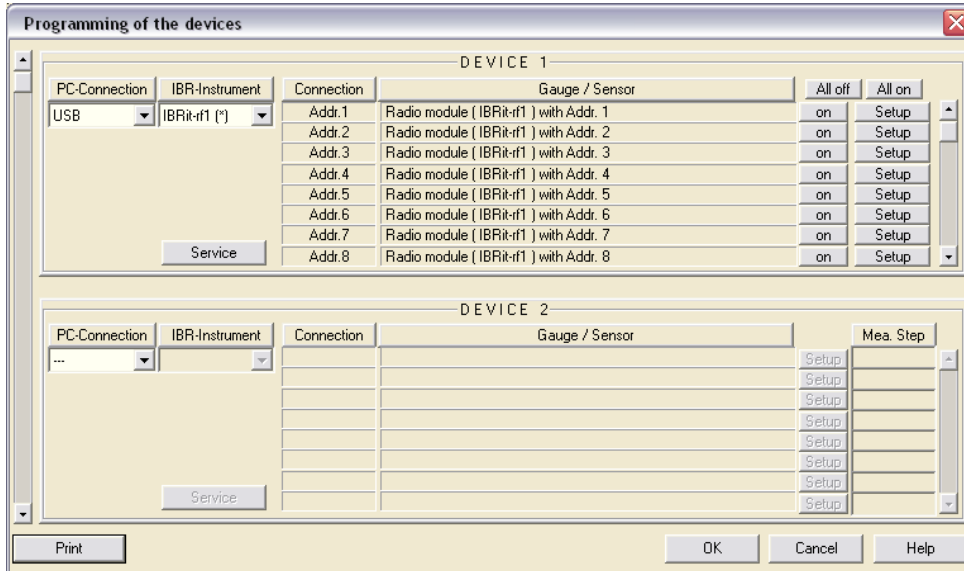 Programming of the devices
DEVICE 1
PC-Connection IBR-Instrument Connection Gauge / Sensor All off All on
USB IBRit-rf1 (*) Addr.1 Radio module ( IBRit-rf1 ) with Addr. 1 on Setup
Addr.2 Radio module ( IBRit-rf1 ) with Addr. 2 on Setup
Addr.3 Radio module ( IBRit-rf1 ) with Addr. 3 on Setup
Addr.4 Radio module ( IBRit-rf1 ) with Addr. 4 on Setup
Addr.5 Radio module ( IBRit-rf1 ) with Addr. 5 on Setup
Addr.6 Radio module ( IBRit-rf1 ) with Addr. 6 on Setup
Addr.7 Radio module ( IBRit-rf1 ) with Addr. 7 on Setup
Service Addr.8 Radio module ( IBRit-rf1 ) with Addr. 8 on Setup
DEVICE 2
PC-Connection IBR-Instrument Connection Gauge / Sensor Mea. Step
--- Setup
Setup
Setup
Setup
Setup
Setup
Service Setup
Setup
Print OK Cancel Help